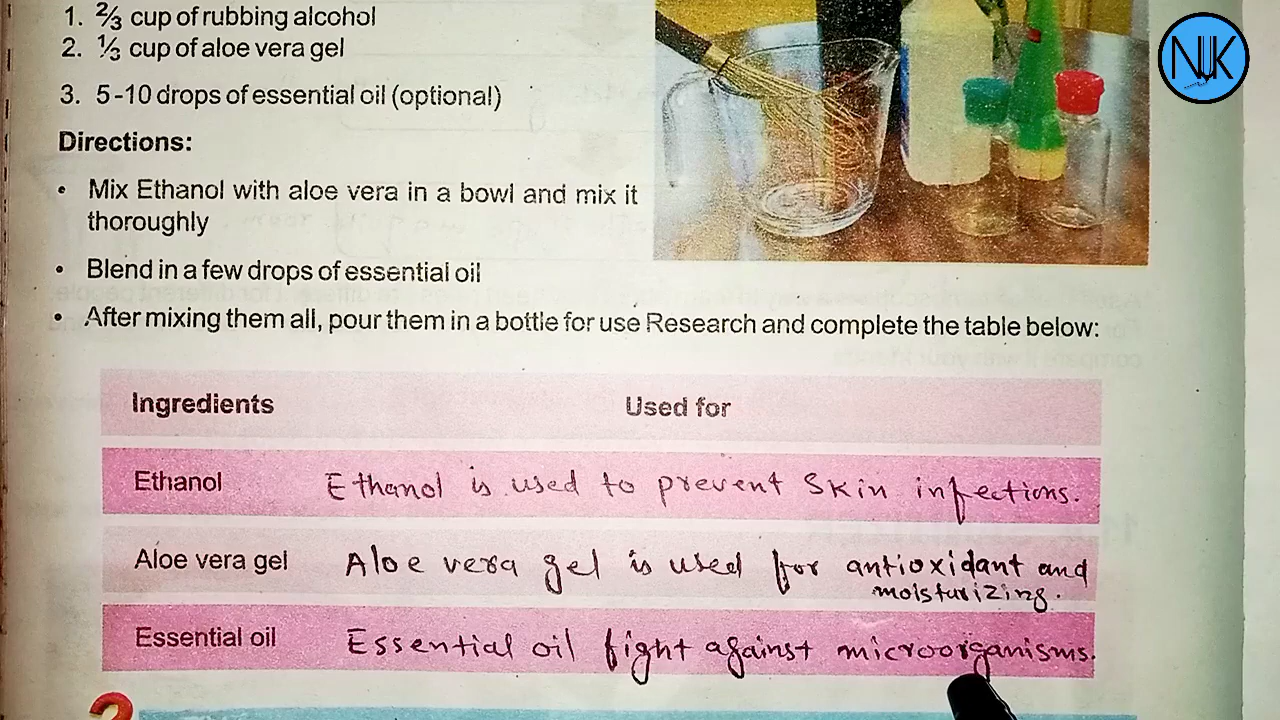 1. ⅔ cup of rubbing alcohol
2. ⅓ cup of aloe vera gel
3. 5-10 drops of essential oil (optional)
Directions:
• Mix Ethanol with aloe vera in a bowl and mix it
thoroughly
• Blend in a few drops of essential oil
• After mixing them all, pour them in a bottle for use Research and complete the table below:
Ingredients Used for
Ethanol Ethanol is used to prevent skin infections.
Aloe vera gel Aloe vera gel is used for antioxidant and
moisturizing.
Essential oil Essential oil fight against microorganisms.
NJK